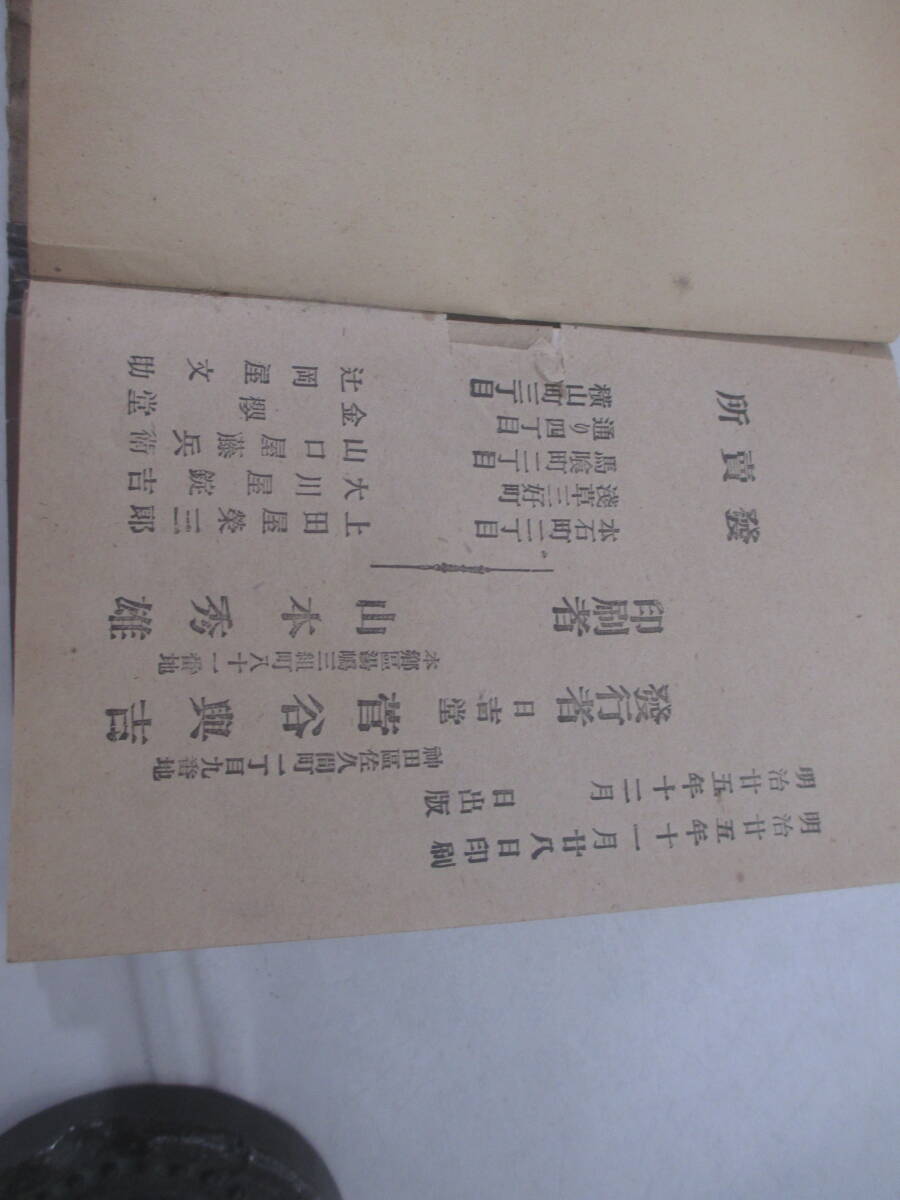 明治廿五年十一月廿八日印刷
明治廿五年十二月　日出版
神田區佐久間町一丁目九番地
發行者　日吉堂　菅谷與吉
本郷區湯嶋三組町八十一番地
印刷者　山本秀雄
發賣所
本石町二丁目　上田屋榮三郎
淺草三好町　大川屋錠吉
馬喰町二丁目　山口屋藤兵衛
通り四丁目　金櫻堂
横山町三丁目　辻岡屋文助